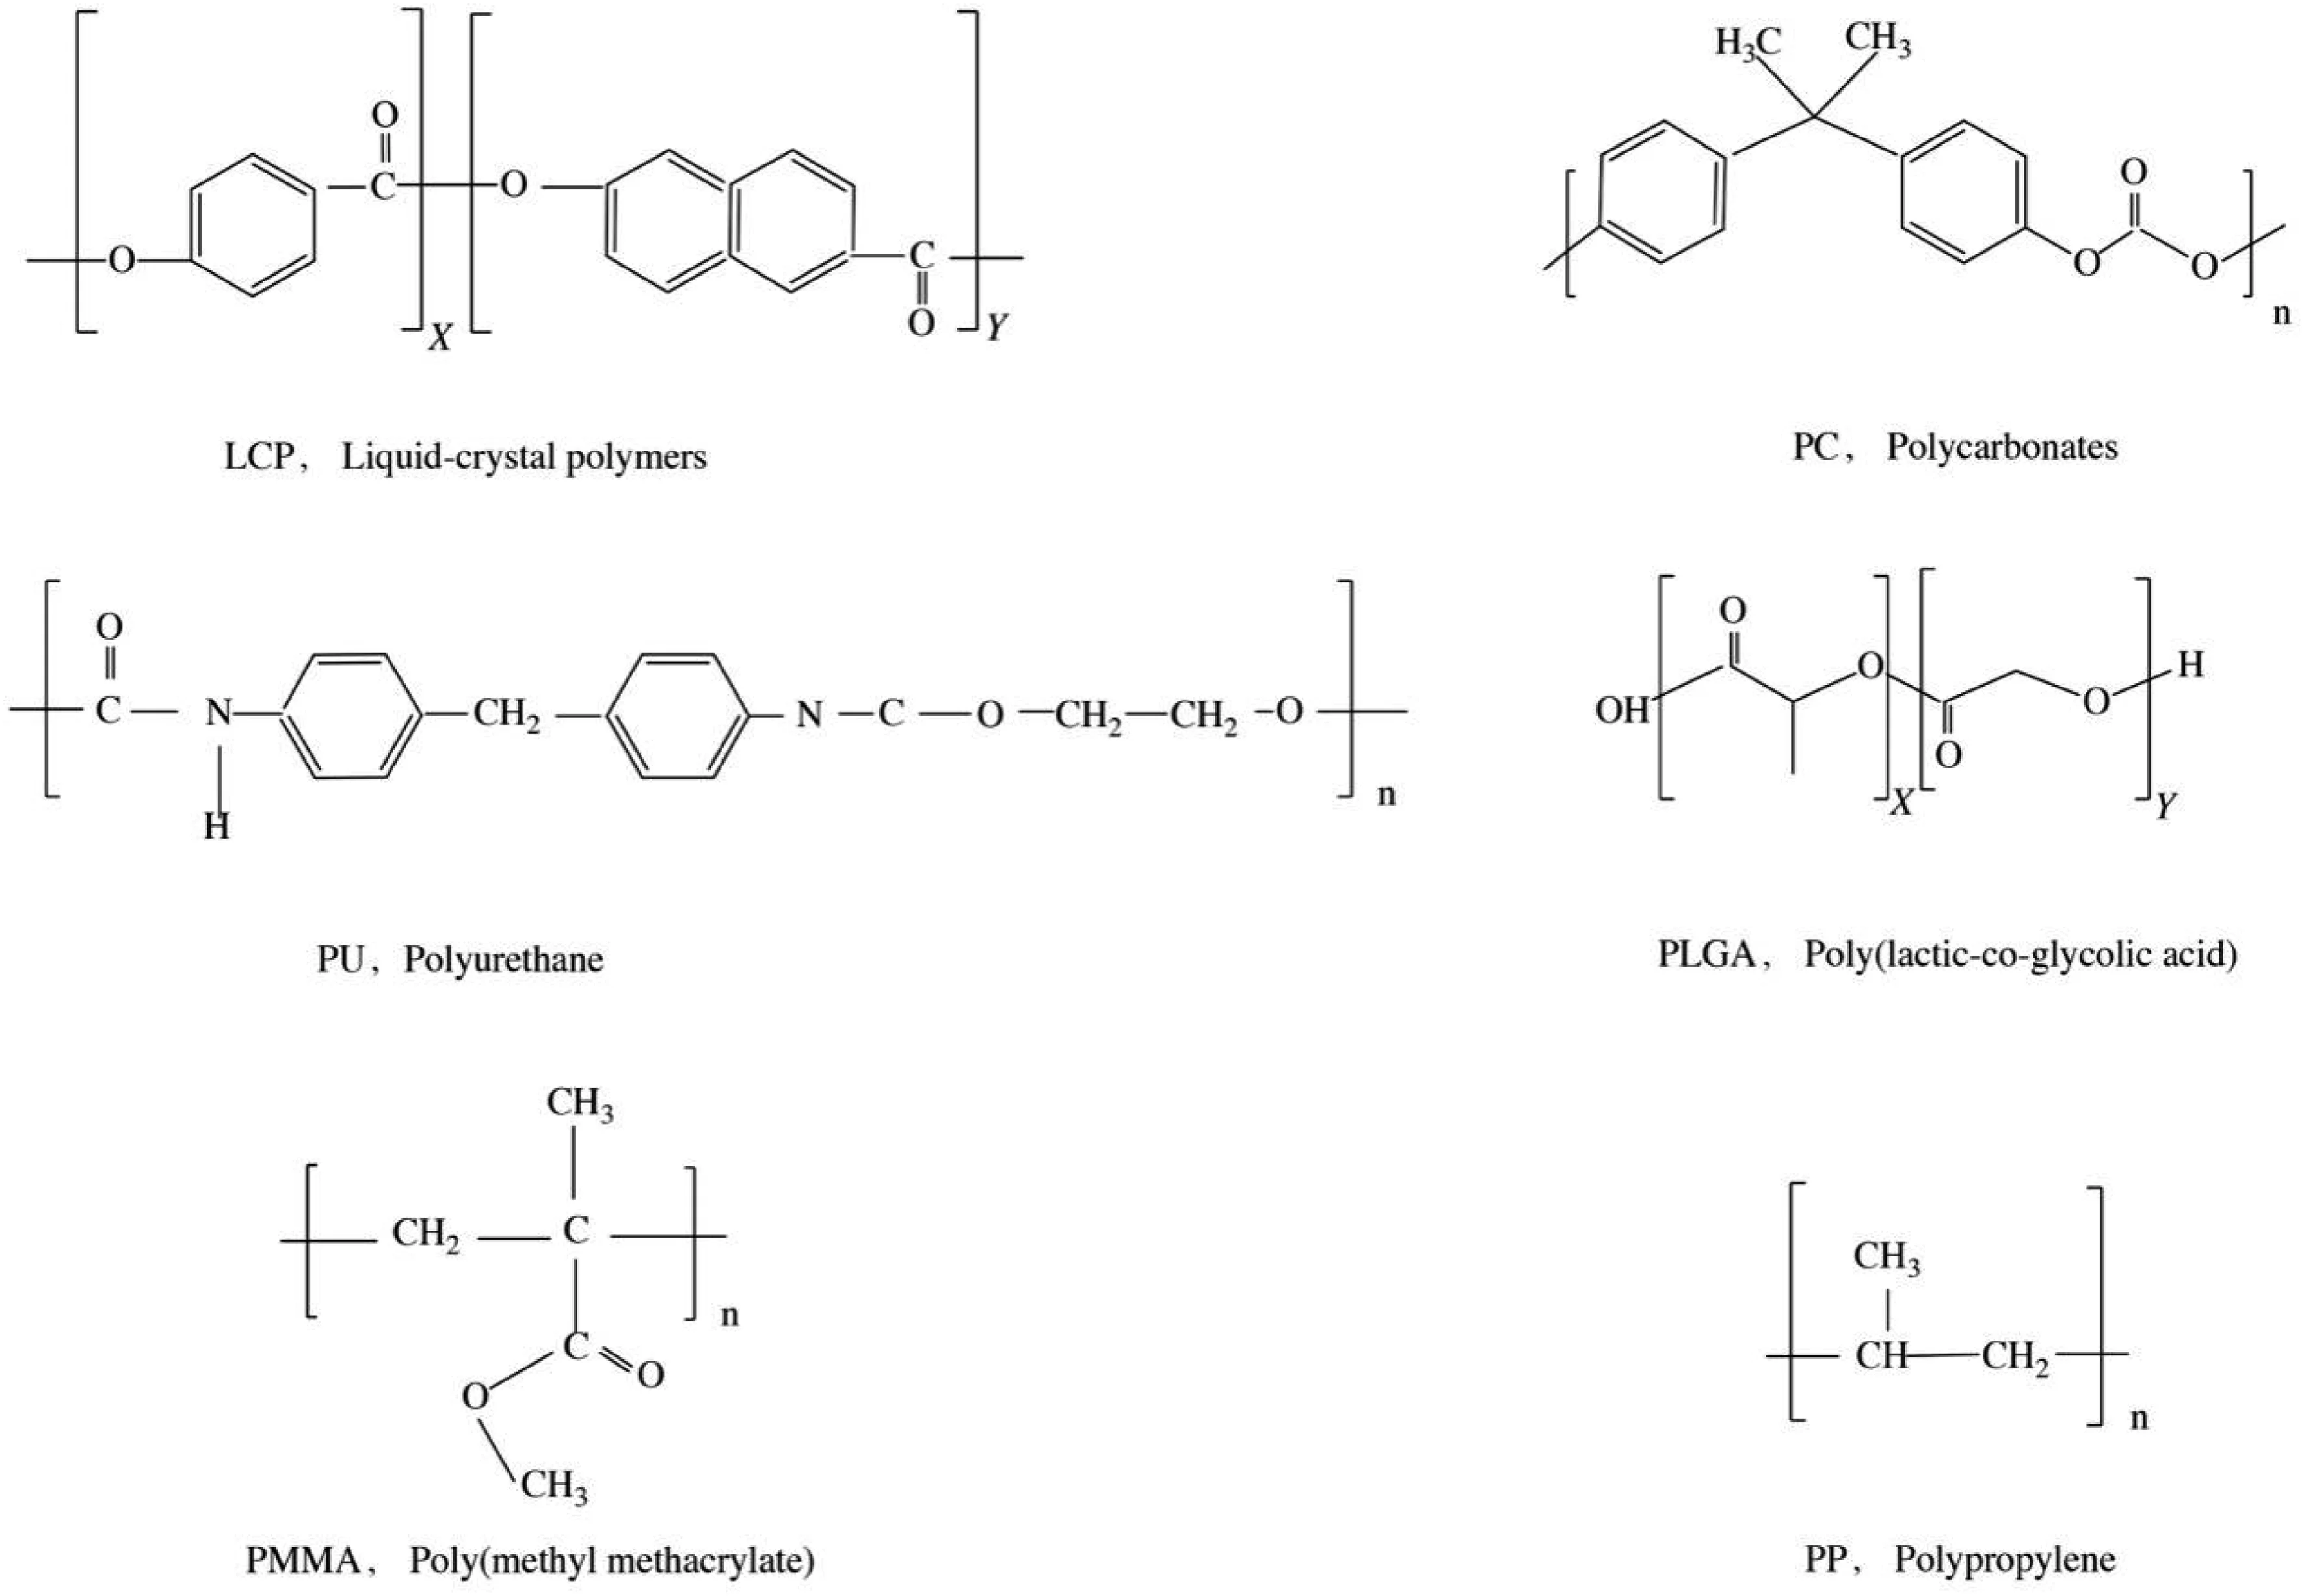 O
C
O
O
C
O
X
Y
LCP, Liquid-crystal polymers
H₃C CH₃
O
O O
n
PC, Polycarbonates
O
C N CH₂ N C O CH₂ CH₂ O
H
n
PU, Polyurethane
O
O
H
OH
O
O
X
Y
PLGA, Poly(lactic-co-glycolic acid)
CH₃
CH₂ C
n
C
O
O
CH₃
PMMA, Poly(methyl methacrylate)
CH₃
CH CH₂
n
PP, Polypropylene